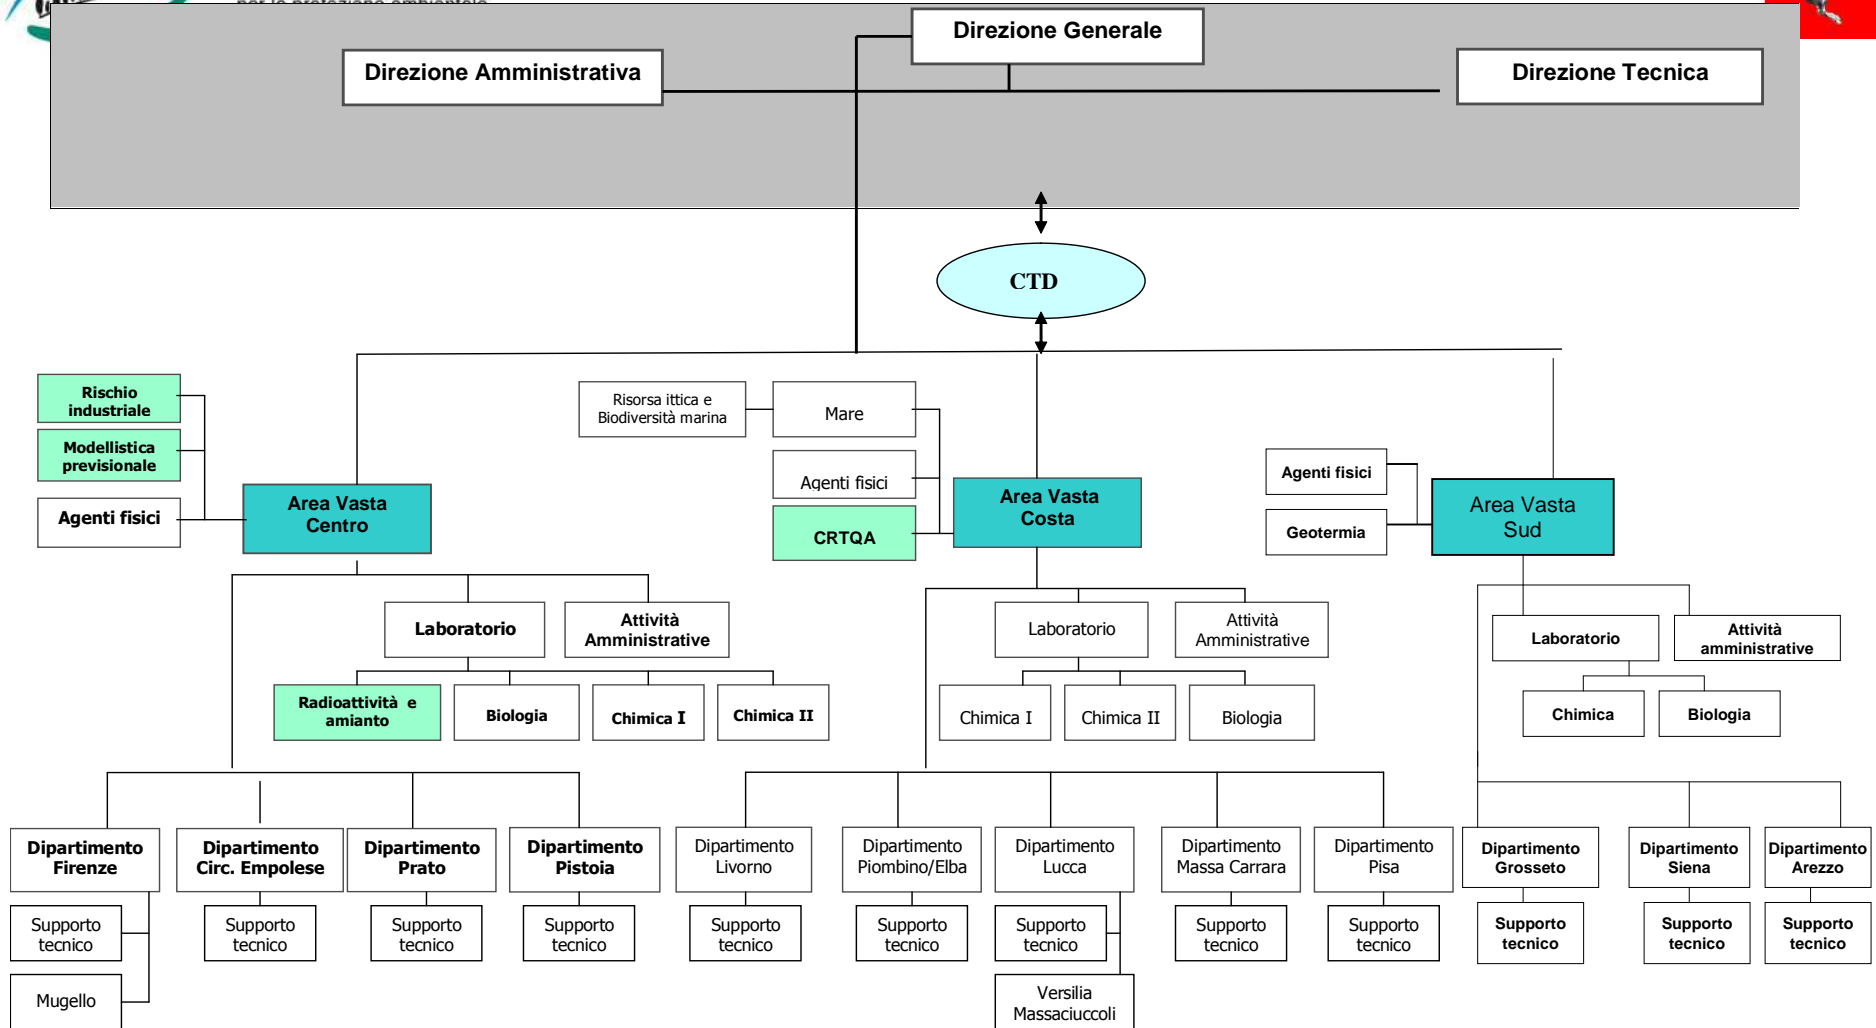 per la protezione ambientale
Direzione Generale
Direzione Amministrativa
Direzione Tecnica
CTD
Rischio
industriale
Modellistica
previsionale
Agenti fisici
Area Vasta
Centro
Risorsa ittica e
Biodiversità marina
Mare
Agenti fisici
CRTQA
Area Vasta
Costa
Agenti fisici
Geotermia
Area Vasta
Sud
Laboratorio
Attività
Amministrative
Radioattività e
amianto
Biologia
Chimica I
Chimica II
Laboratorio
Attività
Amministrative
Chimica I
Chimica II
Biologia
Laboratorio
Attività
amministrative
Chimica
Biologia
Dipartimento
Firenze
Dipartimento
Circ. Empolese
Dipartimento
Prato
Dipartimento
Pistoia
Dipartimento
Livorno
Dipartimento
Piombino/Elba
Dipartimento
Lucca
Dipartimento
Massa Carrara
Dipartimento
Pisa
Dipartimento
Grosseto
Dipartimento
Siena
Dipartimento
Arezzo
Supporto
tecnico
Supporto
tecnico
Supporto
tecnico
Supporto
tecnico
Supporto
tecnico
Supporto
tecnico
Supporto
tecnico
Supporto
tecnico
Supporto
tecnico
Supporto
tecnico
Supporto
tecnico
Supporto
tecnico
Mugello
Versilia
Massaciuccoli